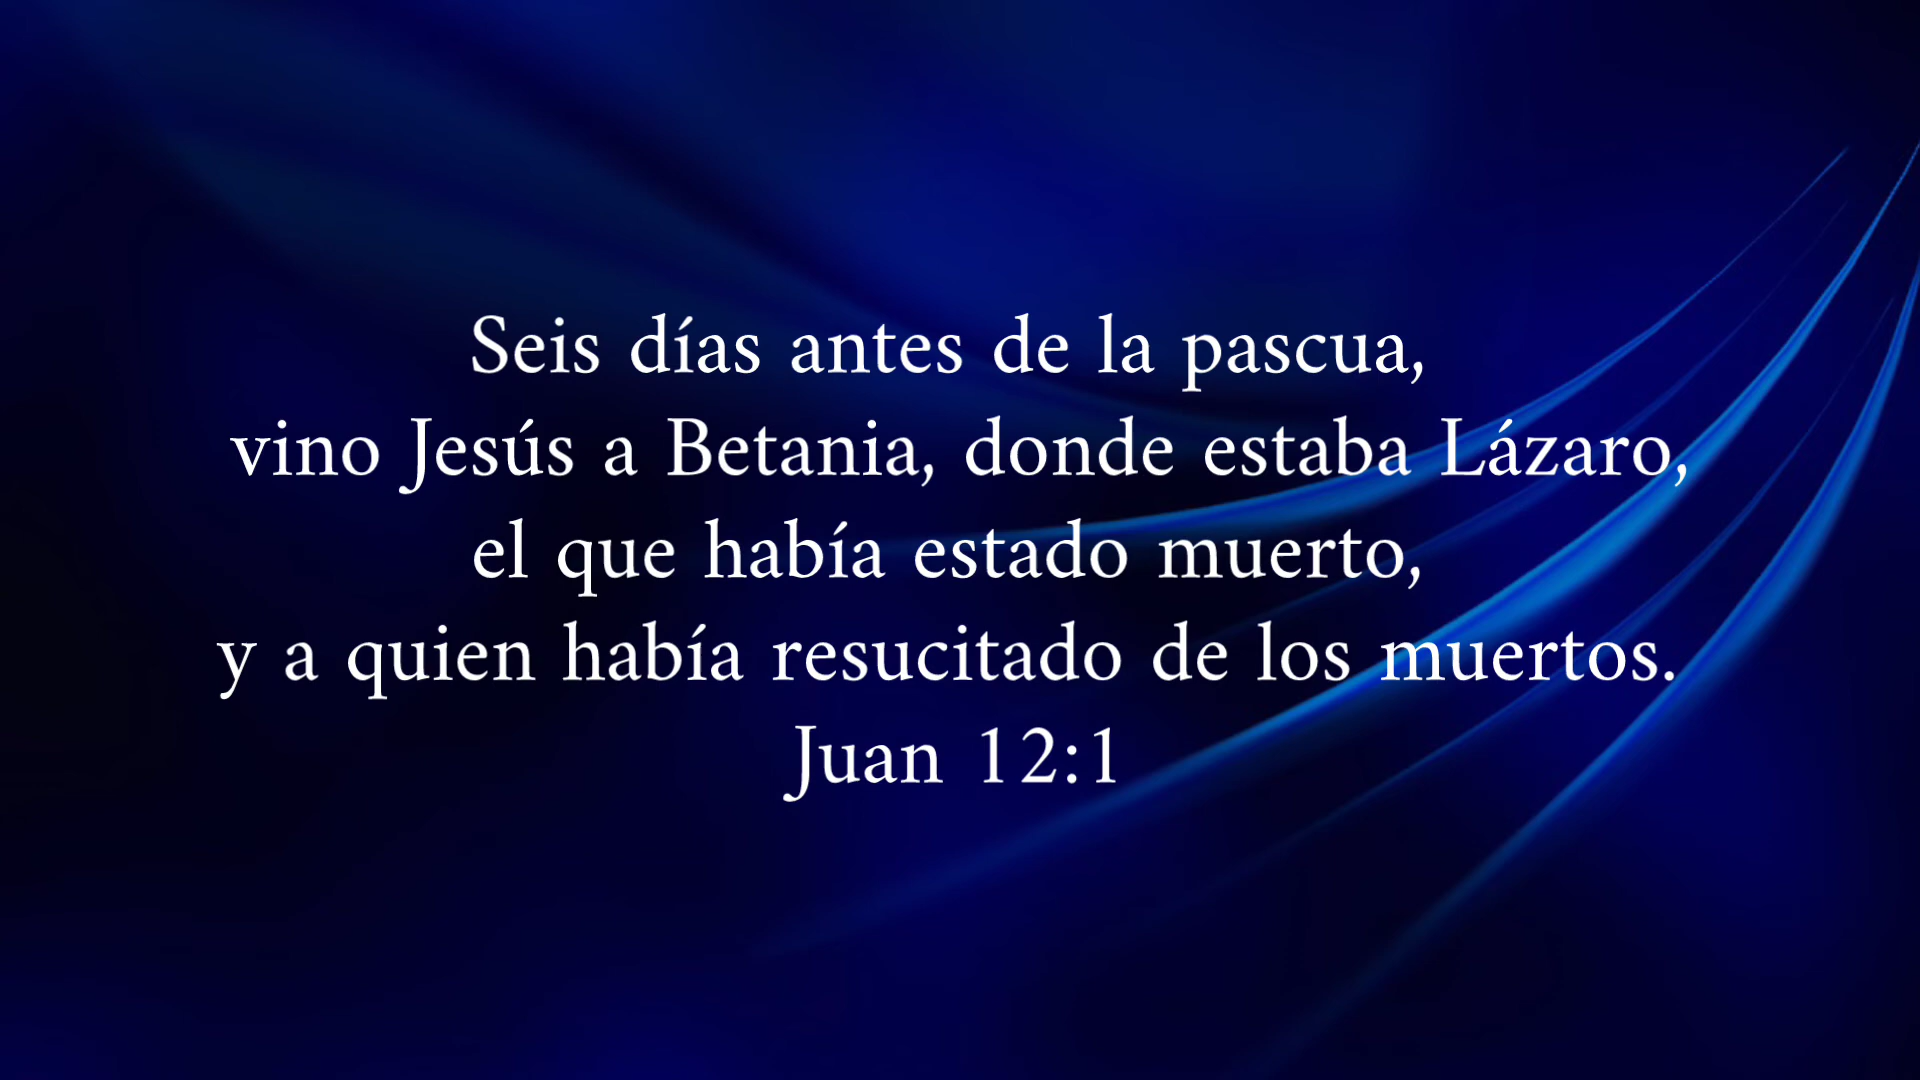 Seis días antes de la pascua,
vino Jesús a Betania, donde estaba Lázaro,
el que había estado muerto,
y a quien había resucitado de los muertos.
Juan 12:1